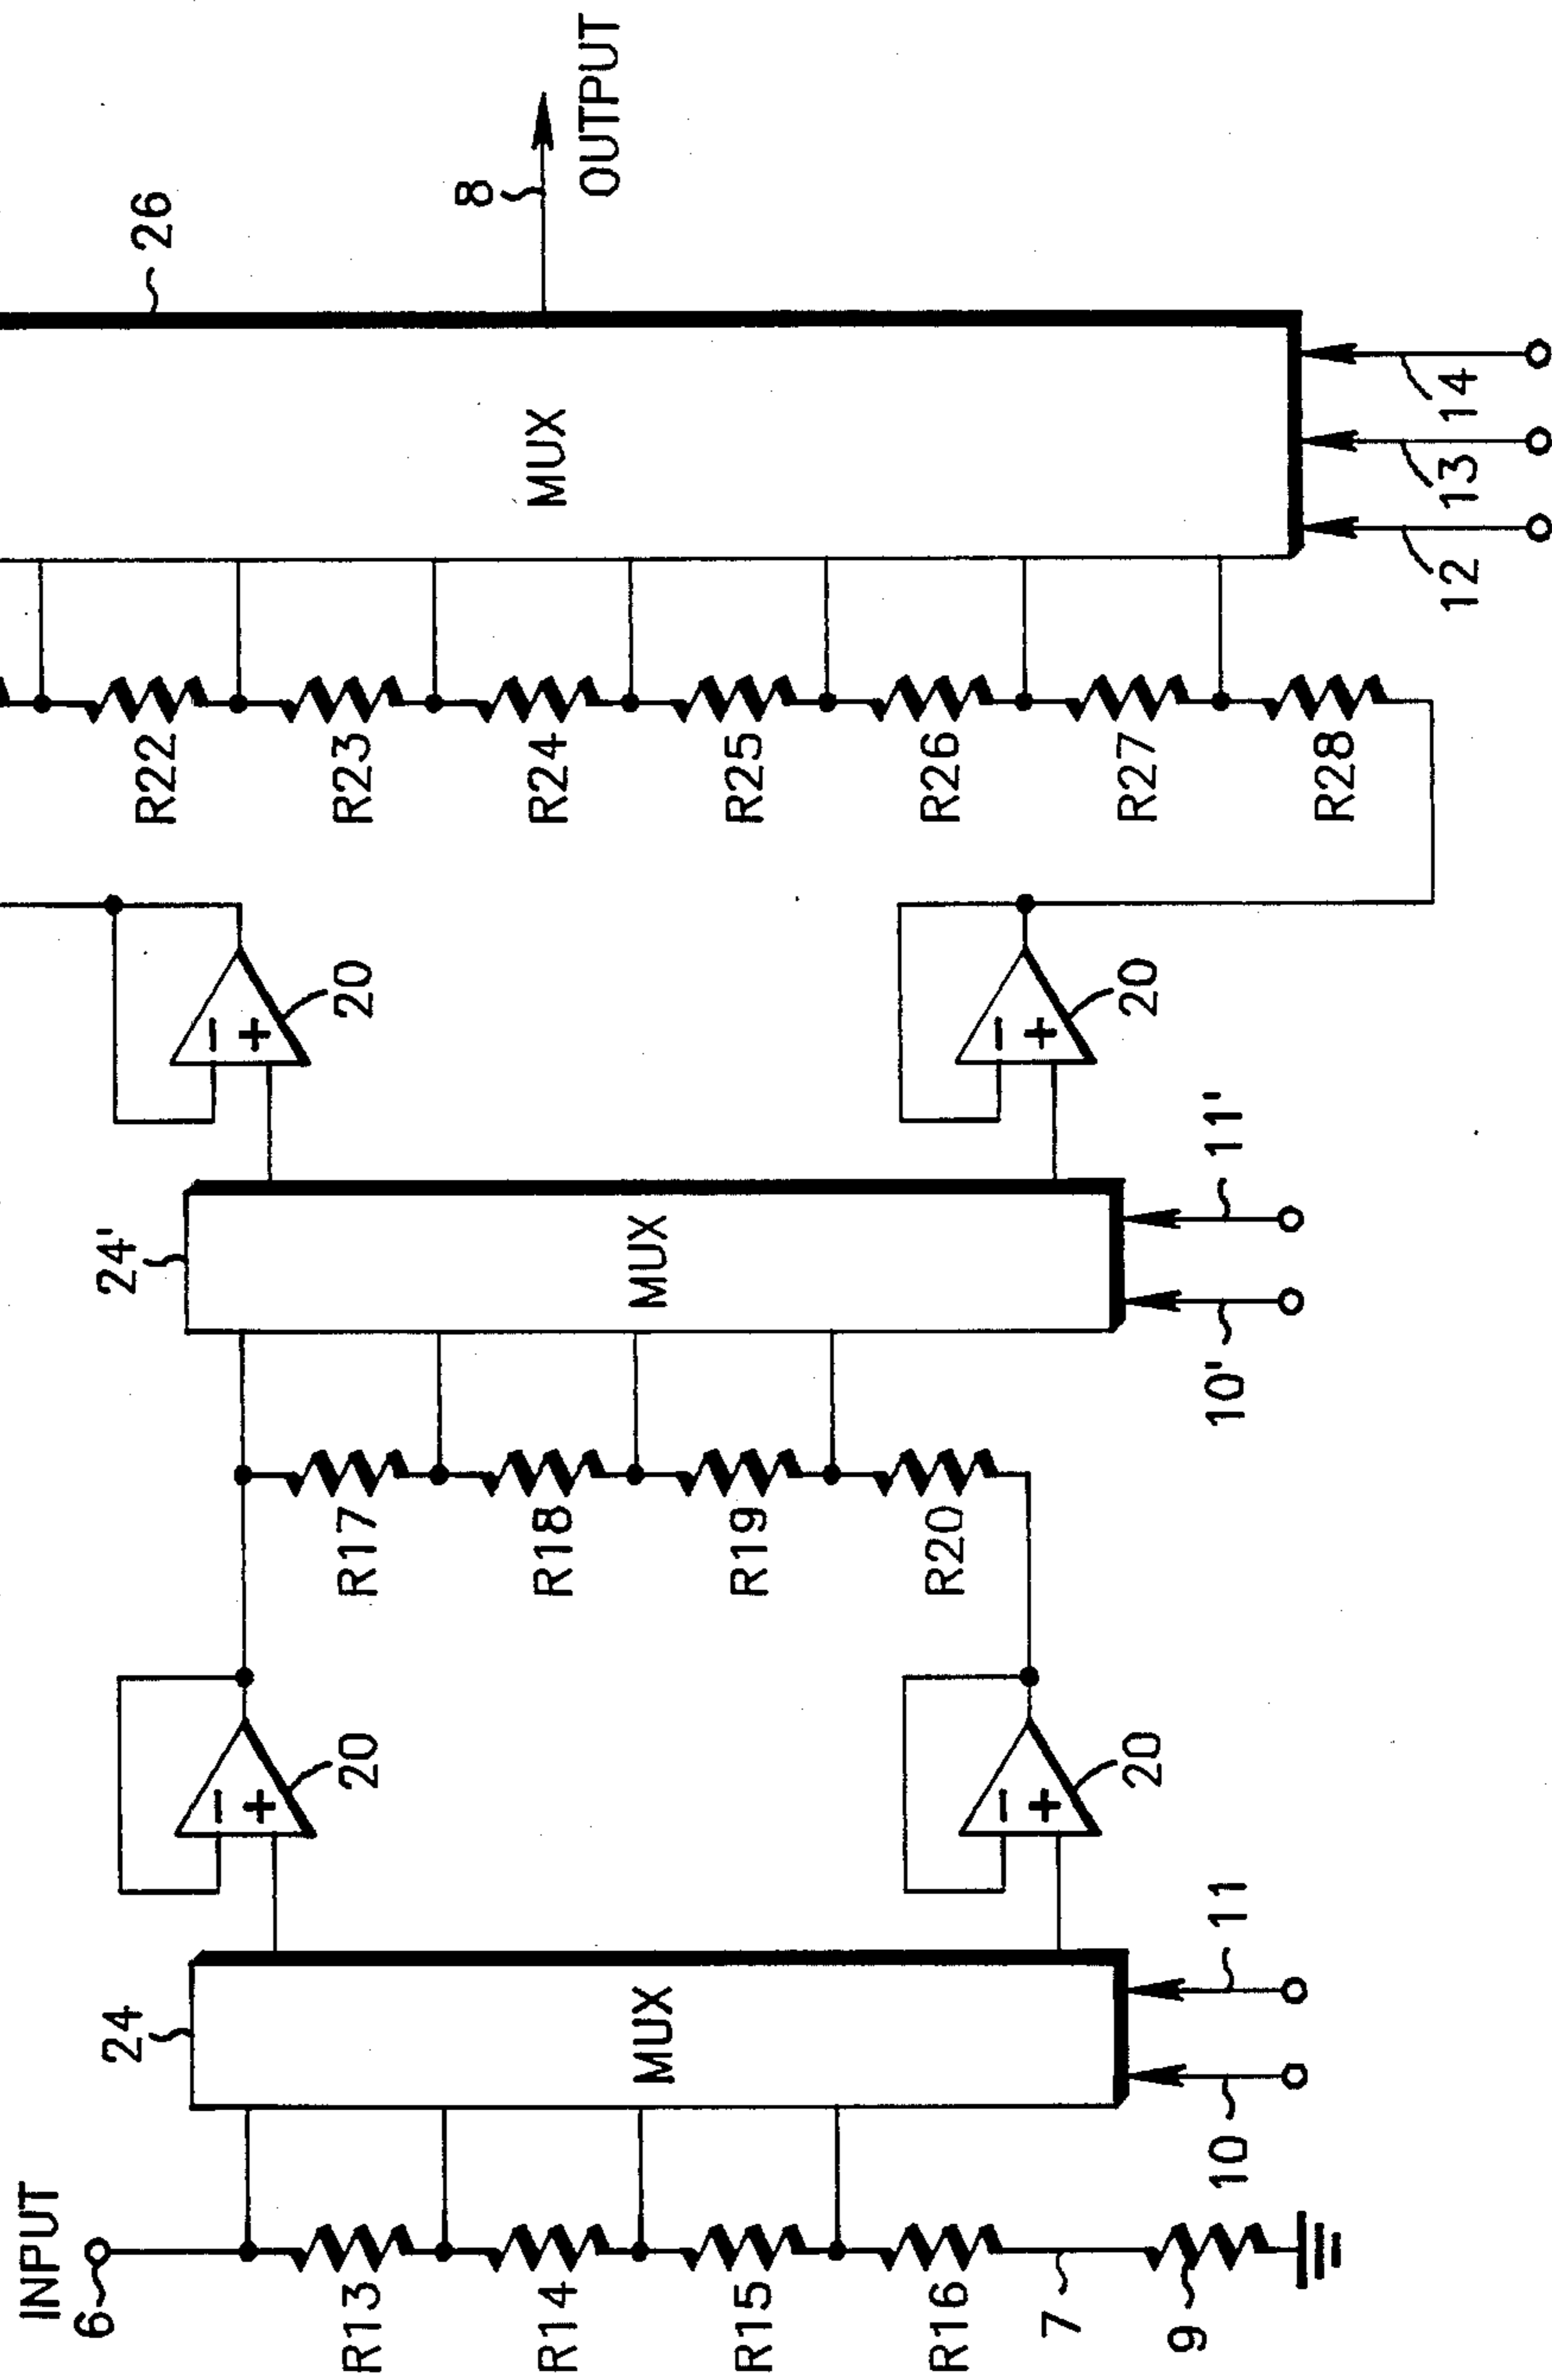 INPUT
6
R13
R14
R15
R16
7
9
24
MUX
10
11
−
+
20
−
+
20
R17
R18
R19
R20
24'
MUX
10'
11'
−
+
20
−
+
20
R22
R23
R24
R25
R26
R27
R28
26
MUX
12
13
14
8
OUTPUT